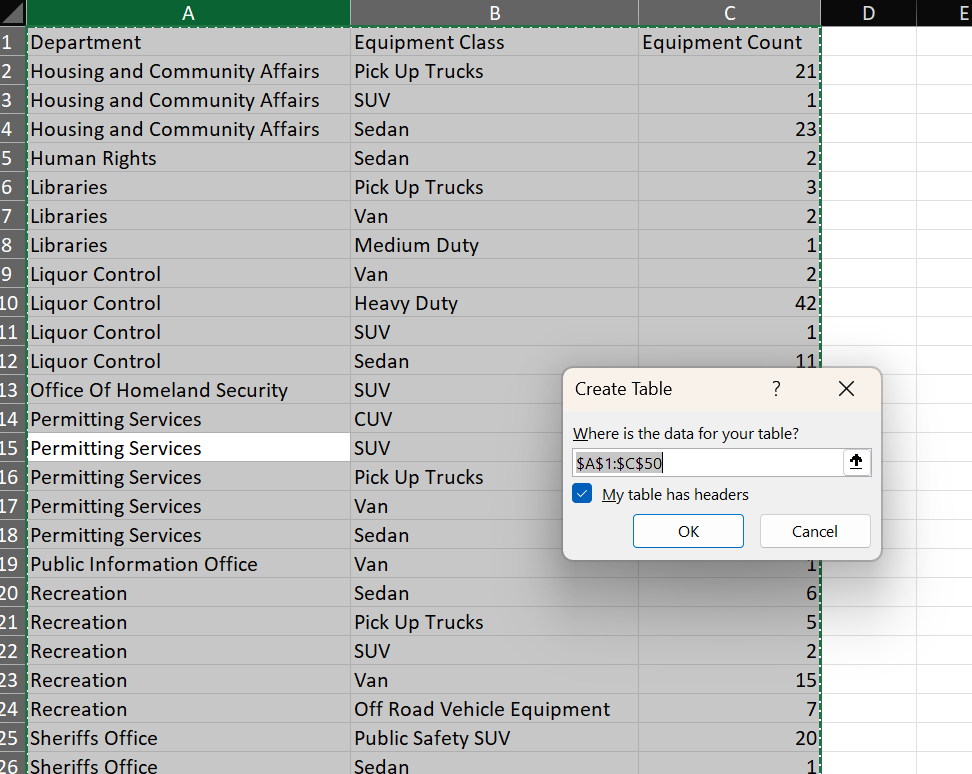 A B C D E
1 Department Equipment Class Equipment Count
2 Housing and Community Affairs Pick Up Trucks 21
3 Housing and Community Affairs SUV 1
4 Housing and Community Affairs Sedan 23
5 Human Rights Sedan 2
6 Libraries Pick Up Trucks 3
7 Libraries Van 2
8 Libraries Medium Duty 1
9 Liquor Control Van 2
10 Liquor Control Heavy Duty 42
11 Liquor Control SUV 1
12 Liquor Control Sedan 11
13 Office Of Homeland Security SUV
14 Permitting Services CUV
15 Permitting Services SUV
16 Permitting Services Pick Up Trucks
17 Permitting Services Van
18 Permitting Services Sedan
19 Public Information Office Van 1
20 Recreation Sedan 6
21 Recreation Pick Up Trucks 5
22 Recreation SUV 2
23 Recreation Van 15
24 Recreation Off Road Vehicle Equipment 7
25 Sheriffs Office Public Safety SUV 20
26 Sheriffs Office Sedan 1
Create Table ?
Where is the data for your table?
$A$1:$C$50
My table has headers
OK Cancel